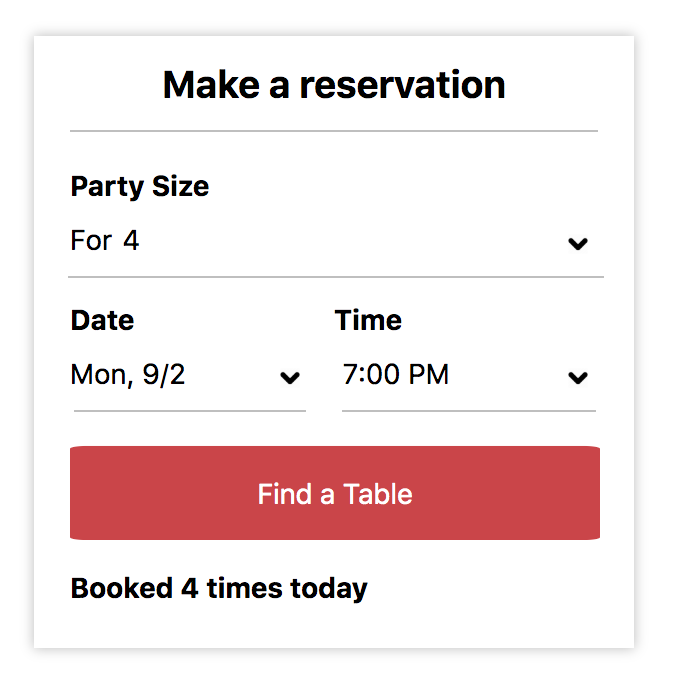 Make a reservation
Party Size
For 4
Date
Time
Mon, 9/2
7:00 PM
Find a Table
Booked 4 times today